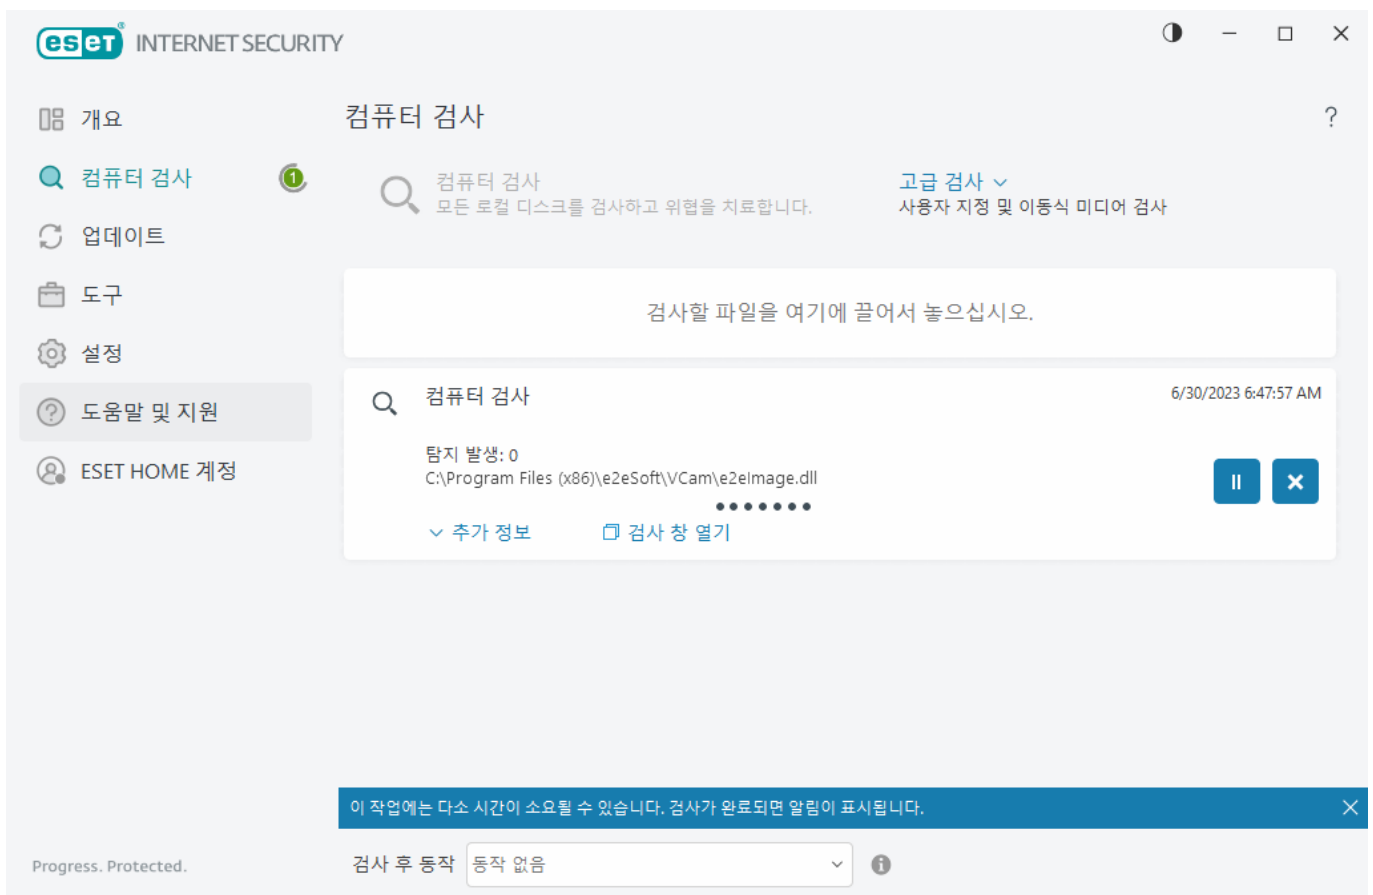 eset® INTERNET SECURITY
개요
컴퓨터 검사
1
업데이트
도구
설정
도움말 및 지원
ESET HOME 계정
Progress. Protected.
컴퓨터 검사
?
컴퓨터 검사
모든 로컬 디스크를 검사하고 위협을 치료합니다.
고급 검사
사용자 지정 및 이동식 미디어 검사
검사할 파일을 여기에 끌어서 놓으십시오.
컴퓨터 검사
6/30/2023 6:47:57 AM
탐지 발생: 0
C:\Program Files (x86)\e2eSoft\VCam\e2eImage.dll
추가 정보
검사 창 열기
이 작업에는 다소 시간이 소요될 수 있습니다. 검사가 완료되면 알림이 표시됩니다.
검사 후 동작
동작 없음